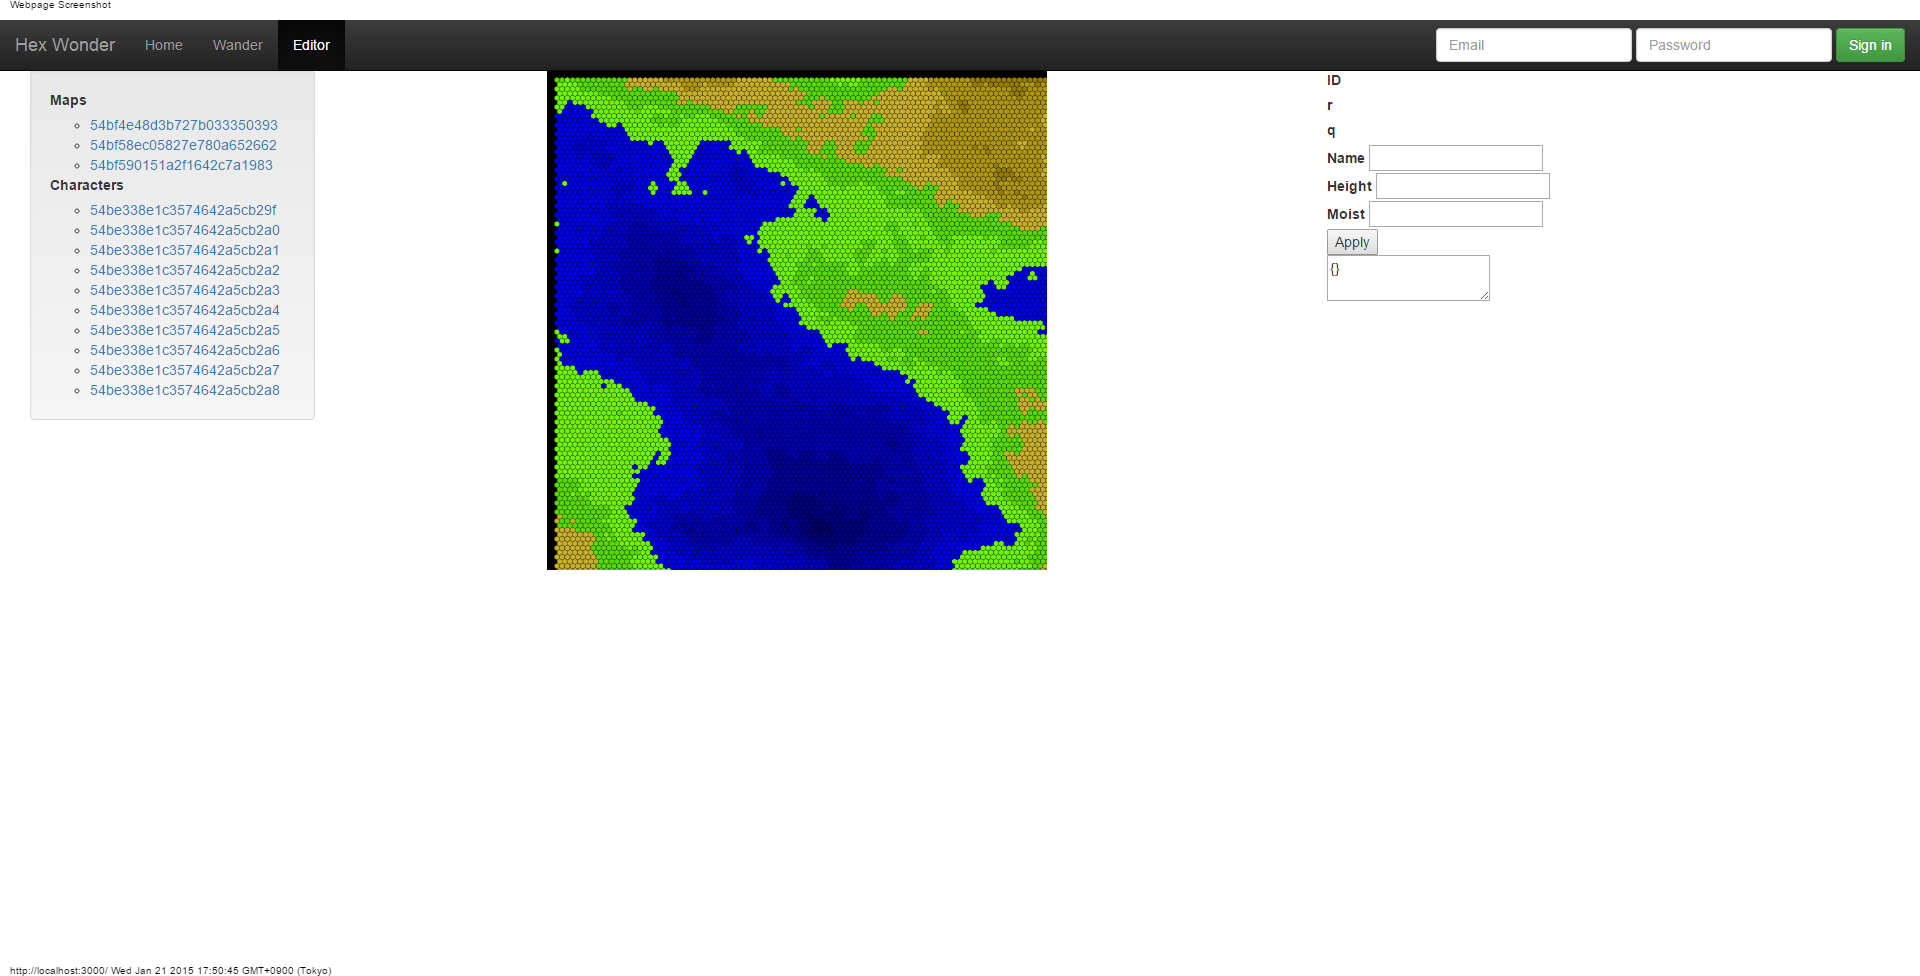 Webpage Screenshot
Hex Wonder Home Wander Editor Email Password Sign in
Maps
54bf4e48d3b727b033350393
54bf58ec05827e780a652662
54bf590151a2f1642c7a1983
Characters
54be338e1c3574642a5cb29f
54be338e1c3574642a5cb2a0
54be338e1c3574642a5cb2a1
54be338e1c3574642a5cb2a2
54be338e1c3574642a5cb2a3
54be338e1c3574642a5cb2a4
54be338e1c3574642a5cb2a5
54be338e1c3574642a5cb2a6
54be338e1c3574642a5cb2a7
54be338e1c3574642a5cb2a8
ID
r
q
Name
Height
Moist
Apply
{}
http://localhost:3000/ Wed Jan 21 2015 17:50:45 GMT+0900 (Tokyo)